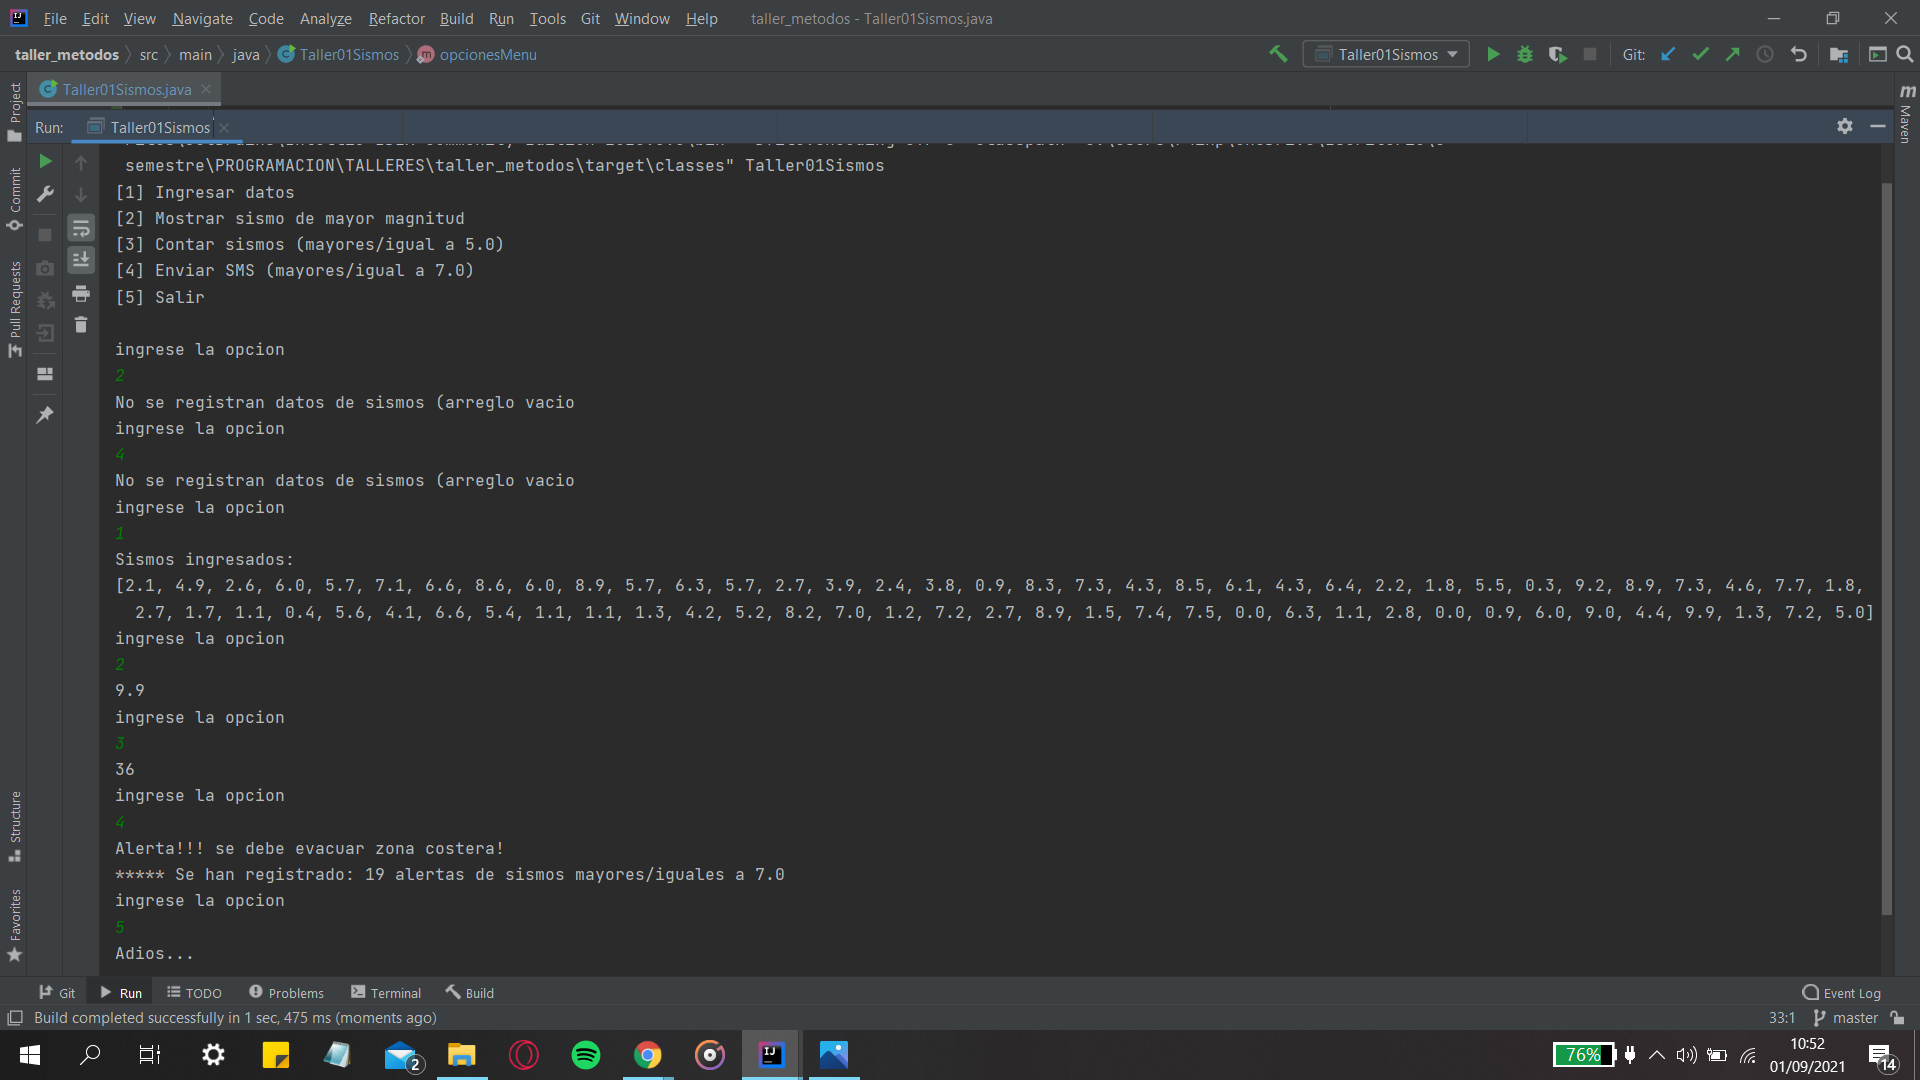 File Edit View Navigate Code Analyze Refactor Build Run Tools Git Window Help taller_metodos - Taller01Sismos.java
taller_metodos src main java Taller01Sismos opcionesMenu Taller01Sismos Git:
Taller01Sismos.java
Run: Taller01Sismos
semestre\PROGRAMACION\TALLERES\taller_metodos\target\classes" Taller01Sismos
[1] Ingresar datos
[2] Mostrar sismo de mayor magnitud
[3] Contar sismos (mayores/igual a 5.0)
[4] Enviar SMS (mayores/igual a 7.0)
[5] Salir
ingrese la opcion
2
No se registran datos de sismos (arreglo vacio
ingrese la opcion
4
No se registran datos de sismos (arreglo vacio
ingrese la opcion
1
Sismos ingresados:
[2.1, 4.9, 2.6, 6.0, 5.7, 7.1, 6.6, 8.6, 6.0, 8.9, 5.7, 6.3, 5.7, 2.7, 3.9, 2.4, 3.8, 0.9, 8.3, 7.3, 4.3, 8.5, 6.1, 4.3, 6.4, 2.2, 1.8, 5.5, 0.3, 9.2, 8.9, 7.3, 4.6, 7.7, 1.8,
2.7, 1.7, 1.1, 0.4, 5.6, 4.1, 6.6, 5.4, 1.1, 1.1, 1.3, 4.2, 5.2, 8.2, 7.0, 1.2, 7.2, 2.7, 8.9, 1.5, 7.4, 7.5, 0.0, 6.3, 1.1, 2.8, 0.0, 0.9, 6.0, 9.0, 4.4, 9.9, 1.3, 7.2, 5.0]
ingrese la opcion
2
9.9
ingrese la opcion
3
36
ingrese la opcion
4
Alerta!!! se debe evacuar zona costera!
***** Se han registrado: 19 alertas de sismos mayores/iguales a 7.0
ingrese la opcion
5
Adios...
Project
Commit
Pull Requests
Structure
Favorites
Maven
Git Run TODO Problems Terminal Build Event Log
Build completed successfully in 1 sec, 475 ms (moments ago) 33:1 master
2
76%
10:52
01/09/2021
14